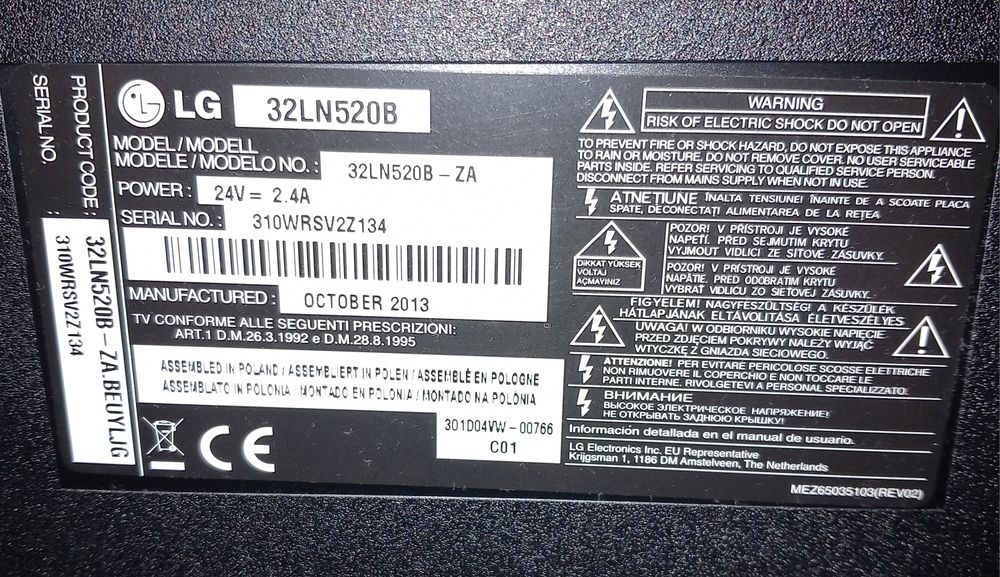 PRODUCT CODE :
SERIAL NO. :
32LN520B - ZA.BEUYLJG
310WRSV2Z134
LG
32LN520B
MODEL/MODELL
MODELE/MODELO NO. :
32LN520B - ZA
POWER :
24V = 2.4A
SERIAL NO. :
310WRSV2Z134
MANUFACTURED :
OCTOBER 2013
TV CONFORME ALLE SEGUENTI PRESCRIZIONI:
ART.1 D.M.26.3.1992 e D.M.28.8.1995
ASSEMBLED IN POLAND / ASSEMBLIERT IN POLEN / ASSEMBLÉ EN POLOGNE
ASSEMBLATO IN POLONIA / MONTADO EN POLONIA / MONTADO NA POLÓNIA
301D04VW - 00766
C01
CE
WARNING
RISK OF ELECTRIC SHOCK DO NOT OPEN
TO PREVENT FIRE OR SHOCK HAZARD, DO NOT EXPOSE THIS APPLIANCE
TO RAIN OR MOISTURE. DO NOT REMOVE COVER. NO USER SERVICEABLE
PARTS INSIDE. REFER SERVICING TO QUALIFIED SERVICE PERSON.
DISCONNECT FROM MAINS SUPPLY WHEN NOT IN USE.
ATNEȚIUNE ÎNALTA TENSIUNE! ÎNAINTE DE A SCOATE PLACA
SPATE, DECONECTAȚI ALIMENTAREA DE LA REȚEA
DIKKAT YÜKSEK
VOLTAJ
AÇMAYINIZ
POZOR! V PŘÍSTROJI JE VYSOKÉ
NAPĚTÍ. PŘED SEJMUTIM KRYTU
VYJMOUT VIDLICI ZE SÍTOVÉ ZÁSUVKY.
POZOR! V PRÍSTROJI JE VYSOKÉ
NAPÄTIE. PRED ODOBRATIM KRYTU
VYBRAT VIDLICU ZO SIEŤOVEJ ZÁSUVKY.
FIGYELEM! NAGYFESZÜLTSÉG! A KÉSZÜLÉK
HÁTLAPJÁNAK ELTÁVOLÍTÁSA ÉLETVESZÉLYES
UWAGA! W ODBIORNIKU WYSOKIE NAPIĘCIE
PRZED ZDJĘCIEM POKRYWY NALEŻY WYJĄĆ
WTYCZKĘ Z GNIAZDA SIECIOWEGO.
ATTENZIONE! PER EVITARE PERICOLOSE SCOSSE ELETTRICHE
NON RIMUOVERE IL COPERCHIO E NON TOCCARE LE
PARTI INTERNE. RIVOLGETEVI A PERSONAL SPECIALIZZATO.
ВНИМАНИЕ
ВЫСОКОЕ ЭЛЕКТРИЧЕСКОЕ НАПРЯЖЕНИЕ!
НЕ ОТКРЫВАТЬ ЗАДНЮЮ КРЫШКУ!
Información detallada en el manual de usuario.
LG Electronics Inc. EU Representative
Krijgsman 1, 1186 DM Amstelveen, The Netherlands
MEZ65035103(REV02)